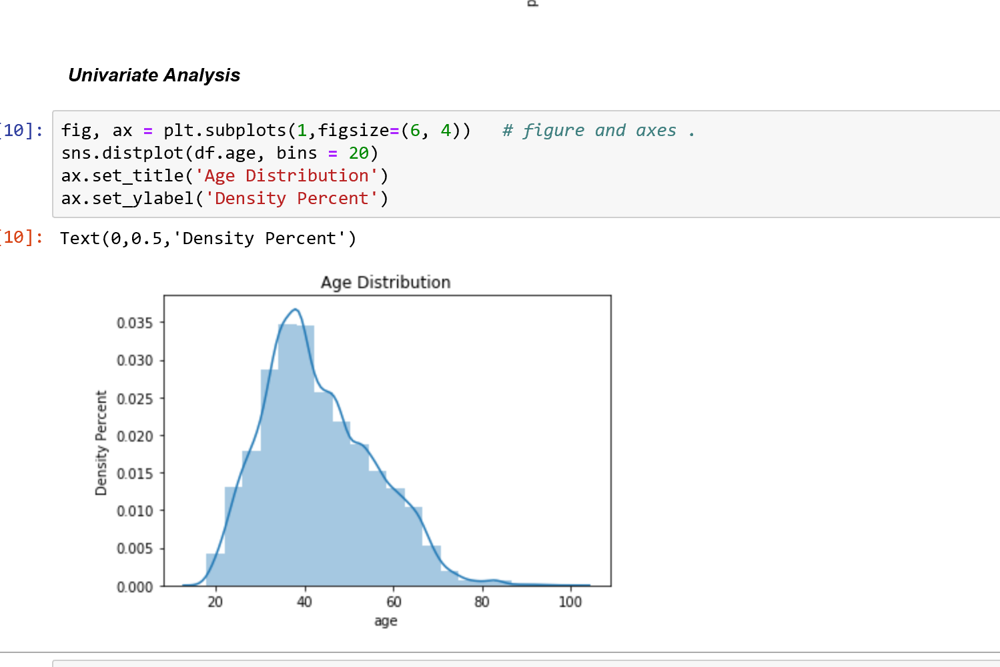 Univariate Analysis
[10]: fig, ax = plt.subplots(1,figsize=(6, 4))   # figure and axes .
sns.distplot(df.age, bins = 20)
ax.set_title('Age Distribution')
ax.set_ylabel('Density Percent')
[10]: Text(0,0.5,'Density Percent')
Age Distribution
0.035
0.030
0.025
0.020
0.015
0.010
0.005
0.000
Density Percent
20 40 60 80 100
age